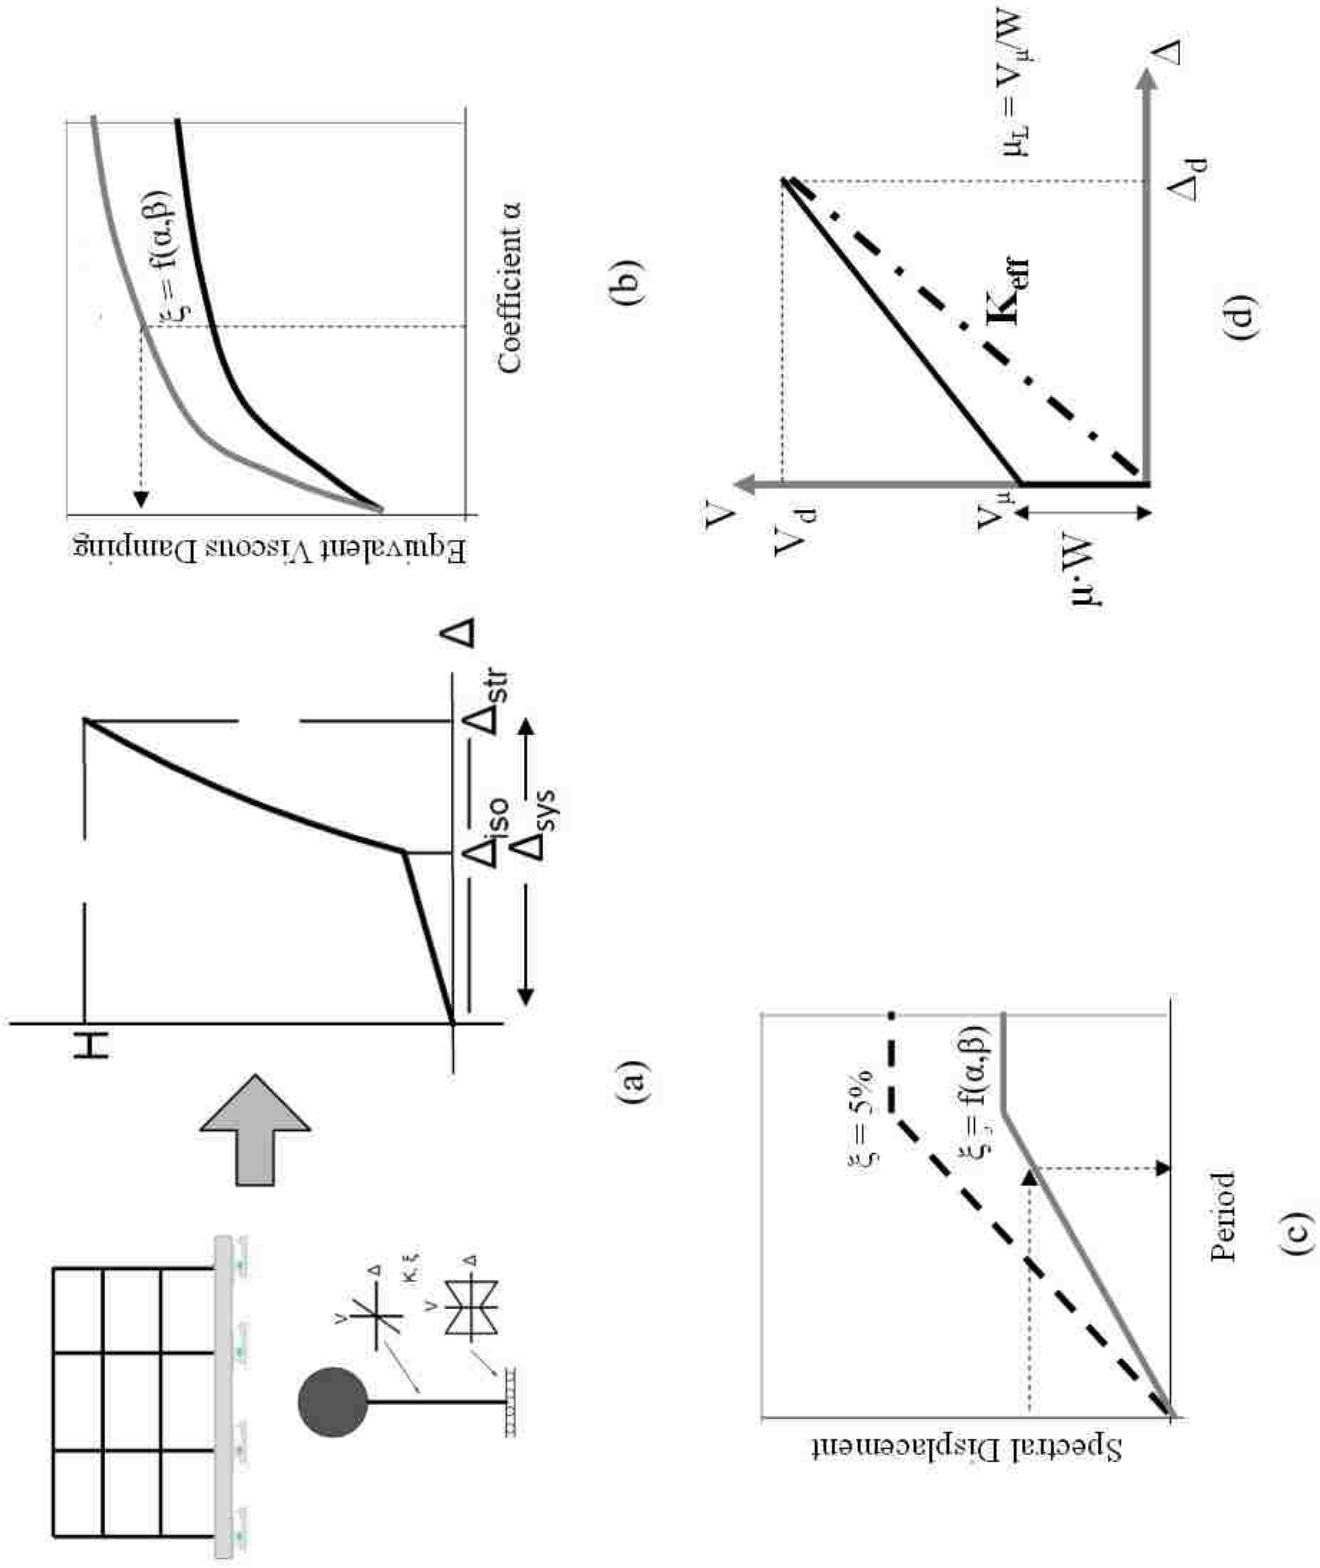 H
Δ
Δiso
Δstr
Δsys
V
Δ
K, ξ
V
Δ
(a)
Equivalent Viscous Damping
ξ = f(α,β)
Coefficient α
(b)
Spectral Displacement
ξ = 5%
ξ = f(α,β)
Period
(c)
V
Vd
Vμ
μ·W
Keff
μL = Vμ/W
Δd
Δ
(d)